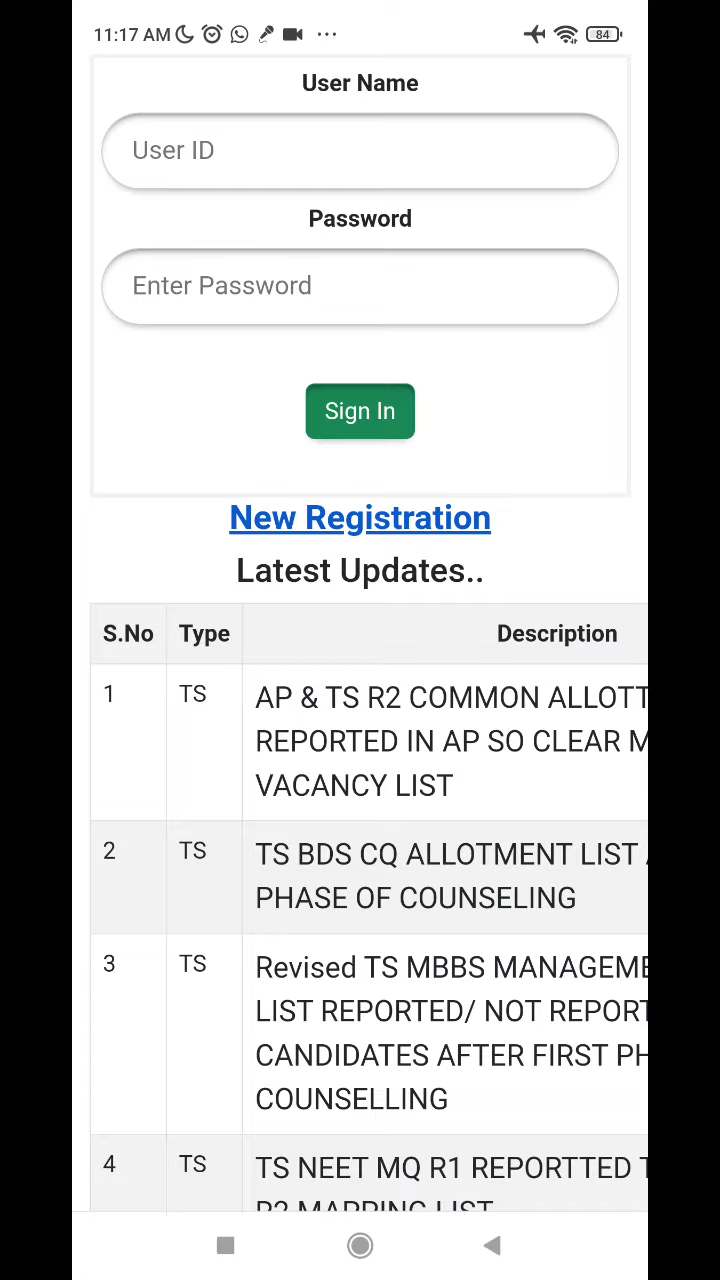 11:17 AM
84
User Name
User ID
Password
Enter Password
Sign In
New Registration
Latest Updates..
S.No Type Description
1 TS AP & TS R2 COMMON ALLOTT
REPORTED IN AP SO CLEAR M
VACANCY LIST
2 TS TS BDS CQ ALLOTMENT LIST
PHASE OF COUNSELING
3 TS Revised TS MBBS MANAGEME
LIST REPORTED/ NOT REPORT
CANDIDATES AFTER FIRST PH
COUNSELLING
4 TS TS NEET MQ R1 REPORTTED T
R2 MAPPING LIST